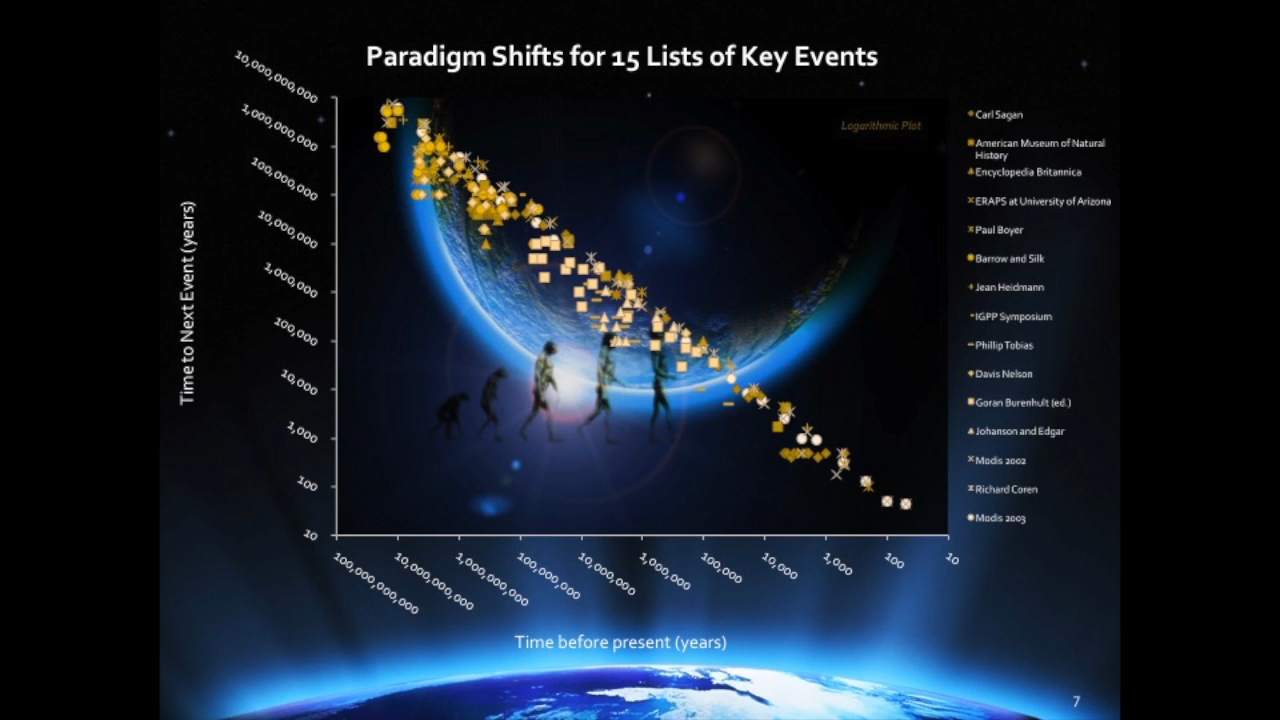 Paradigm Shifts for 15 Lists of Key Events
Logarithmic Plot
Time to Next Event (years)
10,000,000,000
1,000,000,000
100,000,000
10,000,000
1,000,000
100,000
10,000
1,000
100
10
100,000,000,000
10,000,000,000
1,000,000,000
100,000,000
10,000,000
1,000,000
100,000
10,000
1,000
100
10
Time before present (years)
Carl Sagan
American Museum of Natural
History
Encyclopedia Britannica
ERAPS at University of Arizona
Paul Boyer
Barrow and Silk
Jean Heidmann
IGPP Symposium
Phillip Tobias
Davis Nelson
Goran Burenhult (ed.)
Johanson and Edgar
Modis 2002
Richard Coren
Modis 2003
7